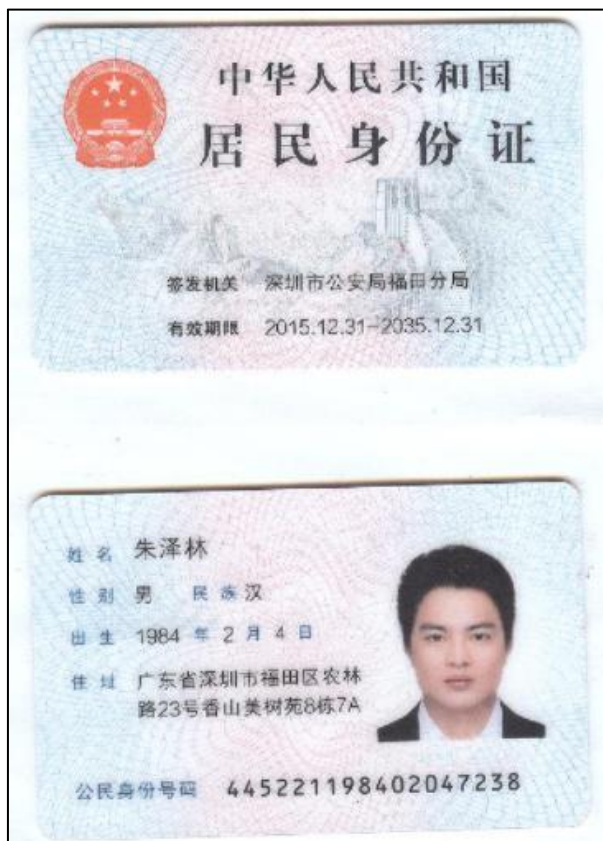 中华人民共和国
居民身份证
签发机关 深圳市公安局福田分局
有效期限 2015.12.31-2035.12.31
姓名 朱泽林
性别 男 民族 汉
出生 1984 年 2 月 4 日
住址 广东省深圳市福田区农林
路23号香山美树苑8栋7A
公民身份号码 445221198402047238